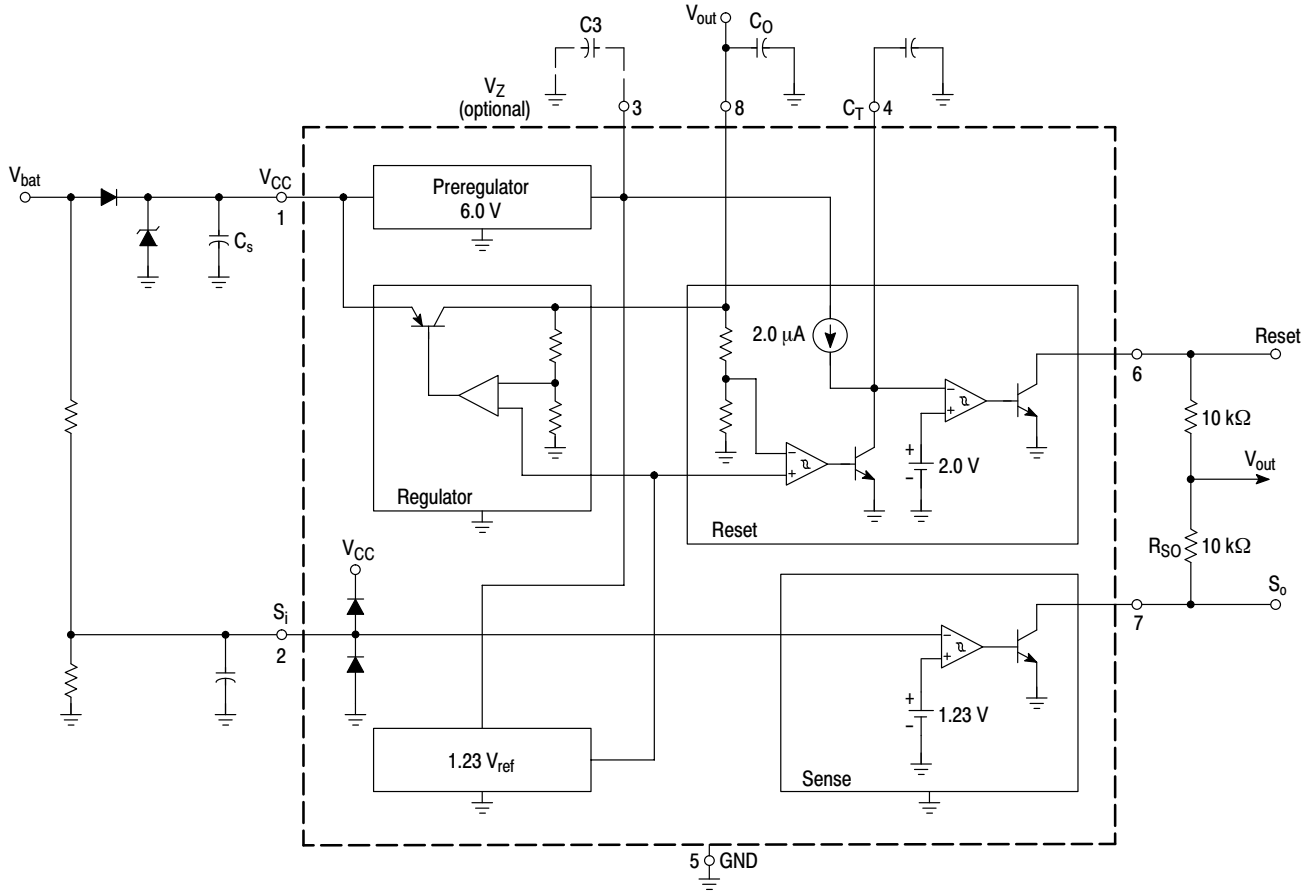 C3
Vout
CO
VZ
(optional)
3
8
CT
4
Vbat
VCC
1
Cs
Preregulator
6.0 V
2.0 µA
Reset
6
10 kΩ
2.0 V
Vout
Regulator
Reset
RSO
10 kΩ
VCC
Si
2
So
7
1.23 V
1.23 Vref
Sense
5
GND
+
-
-
+
+
-
-
+
+
-